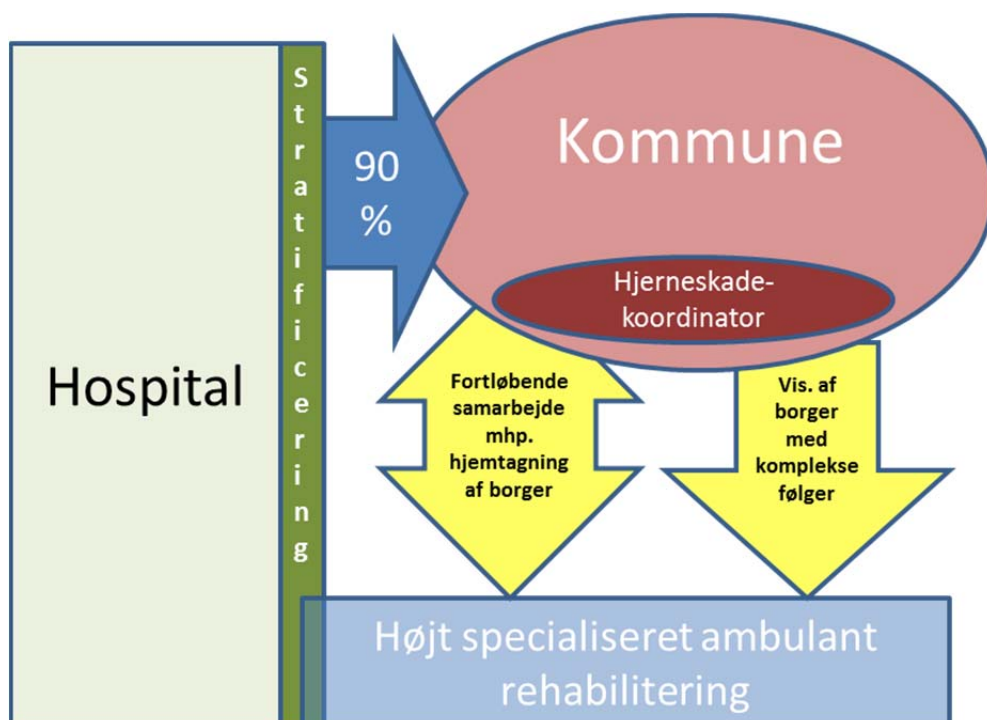 Hospital
Stratificering
90
%
Kommune
Hjerneskade-
koordinator
Fortløbende
samarbejde
mhp.
hjemtagning
af borger
Vis. af
borger
med
komplekse
følger
Højt specialiseret ambulant
rehabilitering